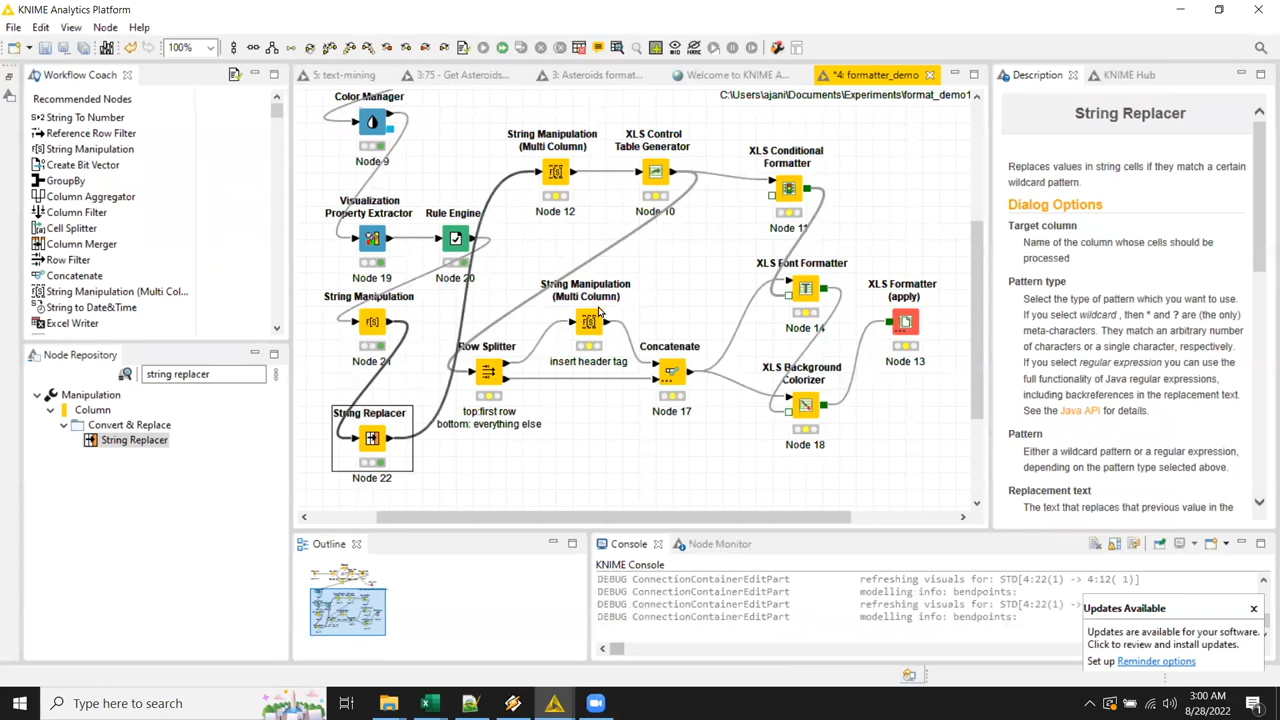 KNIME Analytics Platform
File Edit View Node Help
100%
Workflow Coach
Recommended Nodes
String To Number
Reference Row Filter
String Manipulation
Create Bit Vector
GroupBy
Column Aggregator
Column Filter
Cell Splitter
Column Merger
Row Filter
Concatenate
String Manipulation (Multi Col...
String to Date&Time
Excel Writer
Node Repository
string replacer
Manipulation
Column
Convert & Replace
String Replacer
5: text-mining
3:75 - Get Asteroids...
3: Asteroids format...
Welcome to KNIME A...
*4: formatter_demo
C:\Users\ajani\Documents\Experiments\format_demo1
Color Manager
Node 9
String Manipulation
(Multi Column)
Node 12
XLS Control
Table Generator
Node 10
XLS Conditional
Formatter
Node 11
Visualization
Property Extractor
Node 19
Rule Engine
Node 20
String Manipulation
Node 21
String Manipulation
(Multi Column)
insert header tag
XLS Font Formatter
Node 14
XLS Formatter
(apply)
Node 13
Row Splitter
top:first row
bottom: everything else
Concatenate
Node 17
XLS Background
Colorizer
Node 18
String Replacer
Node 22
Outline
Console
Node Monitor
KNIME Console
DEBUG ConnectionContainerEditPart refreshing visuals for: STD[4:22(1) -> 4:12( 1)]
DEBUG ConnectionContainerEditPart modelling info: bendpoints:
DEBUG ConnectionContainerEditPart refreshing visuals for: STD[4:22(1) ->
DEBUG ConnectionContainerEditPart modelling info: bendpoints:
Description
KNIME Hub
String Replacer
Replaces values in string cells if they match a certain
wildcard pattern.
Dialog Options
Target column
Name of the column whose cells should be
processed
Pattern type
Select the type of pattern which you want to use.
If you select wildcard , then * and ? are (the only)
meta-characters. They match an arbitrary number
of characters or a single character, respectively.
If you select regular expression you can use the
full functionality of Java regular expressions,
including backreferences in the replacement text.
See the Java API for details.
Pattern
Either a wildcard pattern or a regular expression,
depending on the pattern type selected above.
Replacement text
The text that replaces that previous value in the
Updates Available
Updates are available for your software.
Click to review and install updates.
Set up Reminder options
Type here to search
3:00 AM
8/28/2022
1